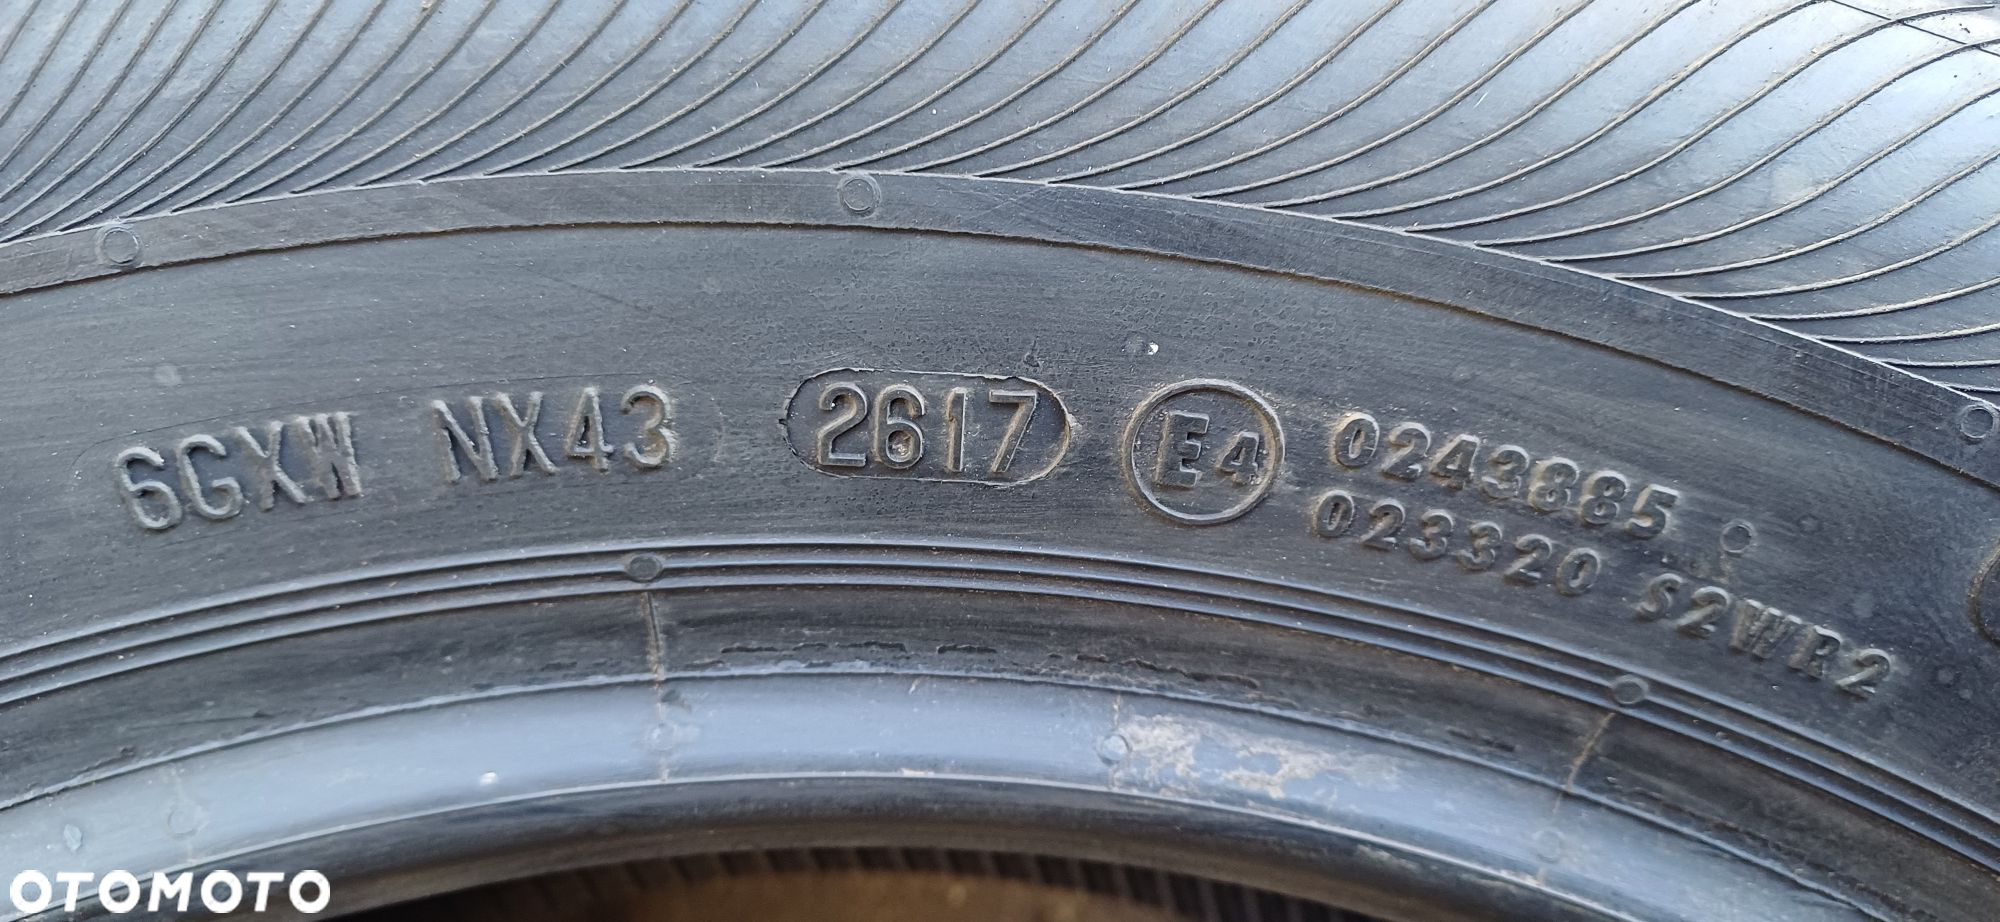 6GXW NX43 2617 E4 0243885
023320 S2WR2
OTOMOTO